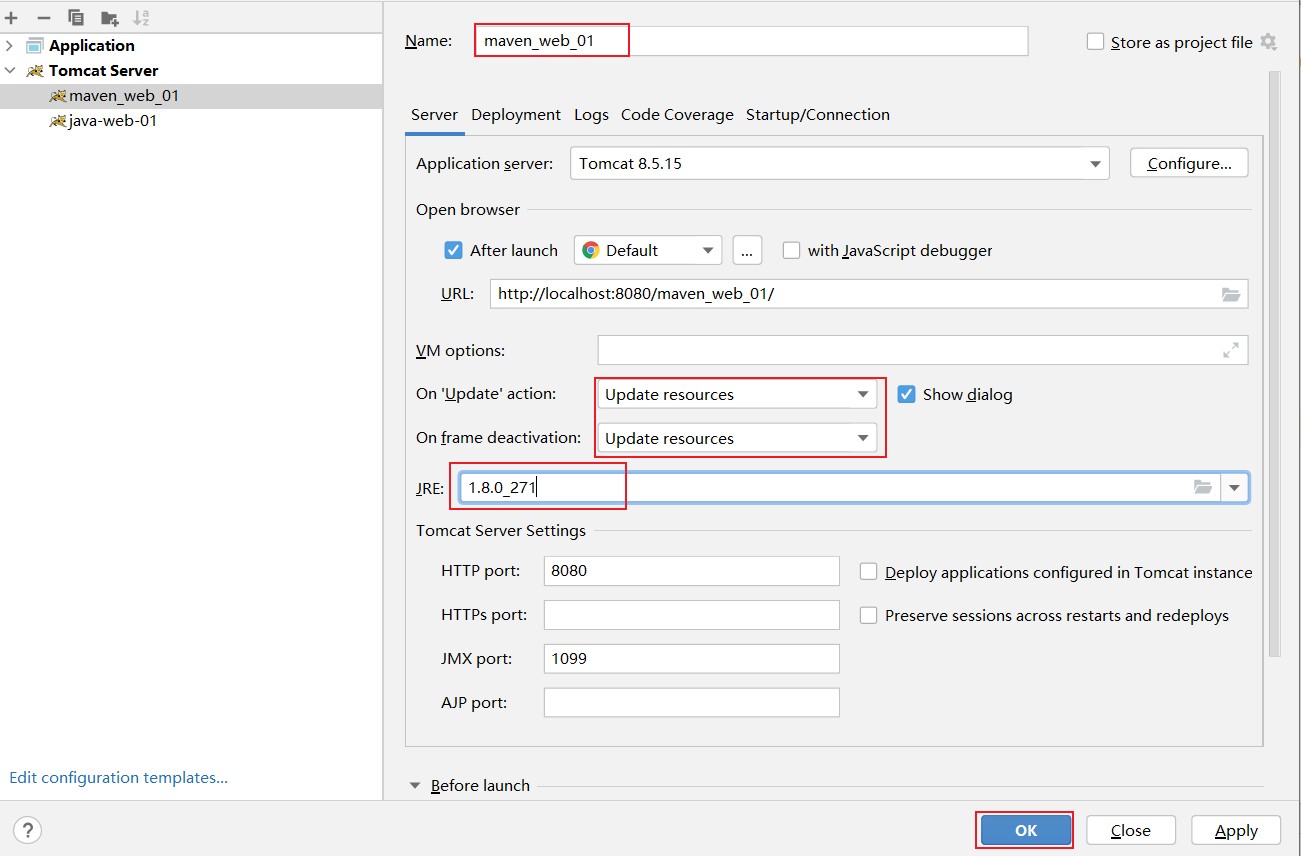 Application
Tomcat Server
maven_web_01
java-web-01
Edit configuration templates...
Name: maven_web_01
Store as project file
Server Deployment Logs Code Coverage Startup/Connection
Application server: Tomcat 8.5.15 Configure...
Open browser
After launch Default ... with JavaScript debugger
URL: http://localhost:8080/maven_web_01/
VM options:
On 'Update' action: Update resources Show dialog
On frame deactivation: Update resources
JRE: 1.8.0_271
Tomcat Server Settings
HTTP port: 8080 Deploy applications configured in Tomcat instance
HTTPs port: Preserve sessions across restarts and redeploys
JMX port: 1099
AJP port:
Before launch
? OK Close Apply